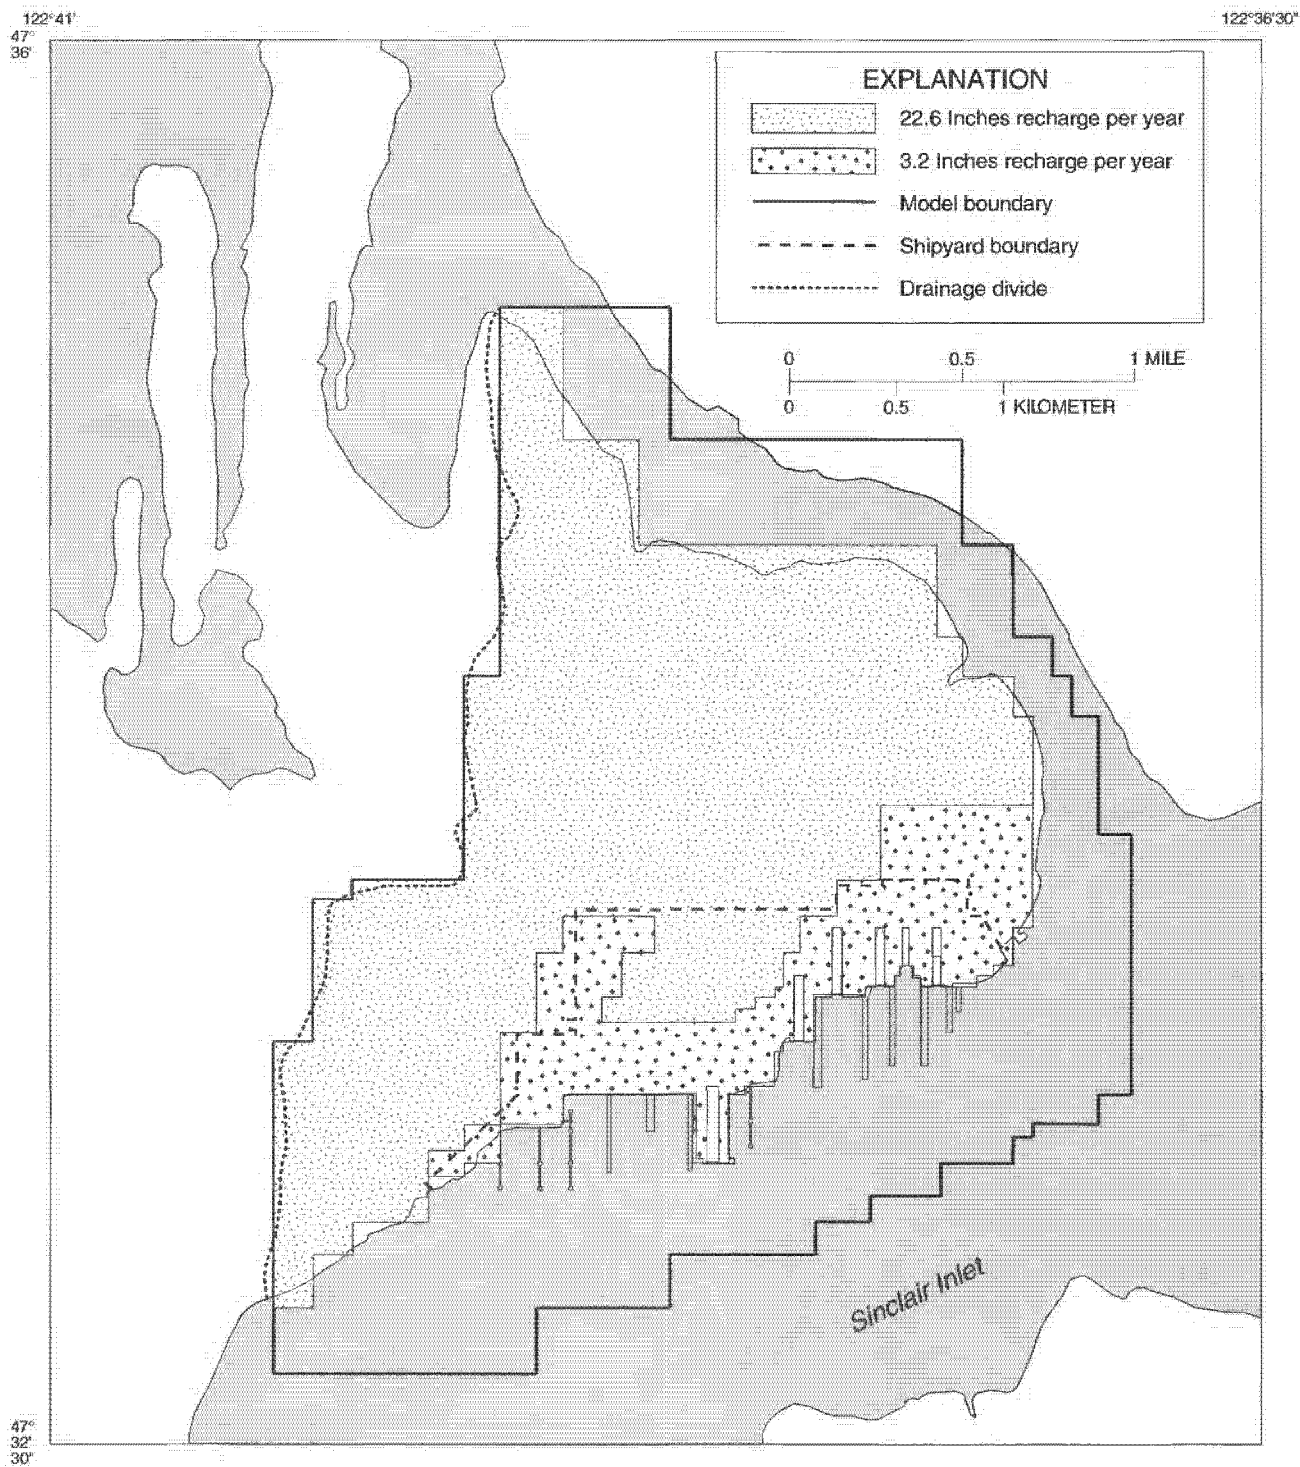 122°41'
122°36'30"
47°
36'
EXPLANATION
22.6 Inches recharge per year
3.2 Inches recharge per year
Model boundary
Shipyard boundary
Drainage divide
0 0.5 1 MILE
0 0.5 1 KILOMETER
Sinclair Inlet
47°
32'
30"